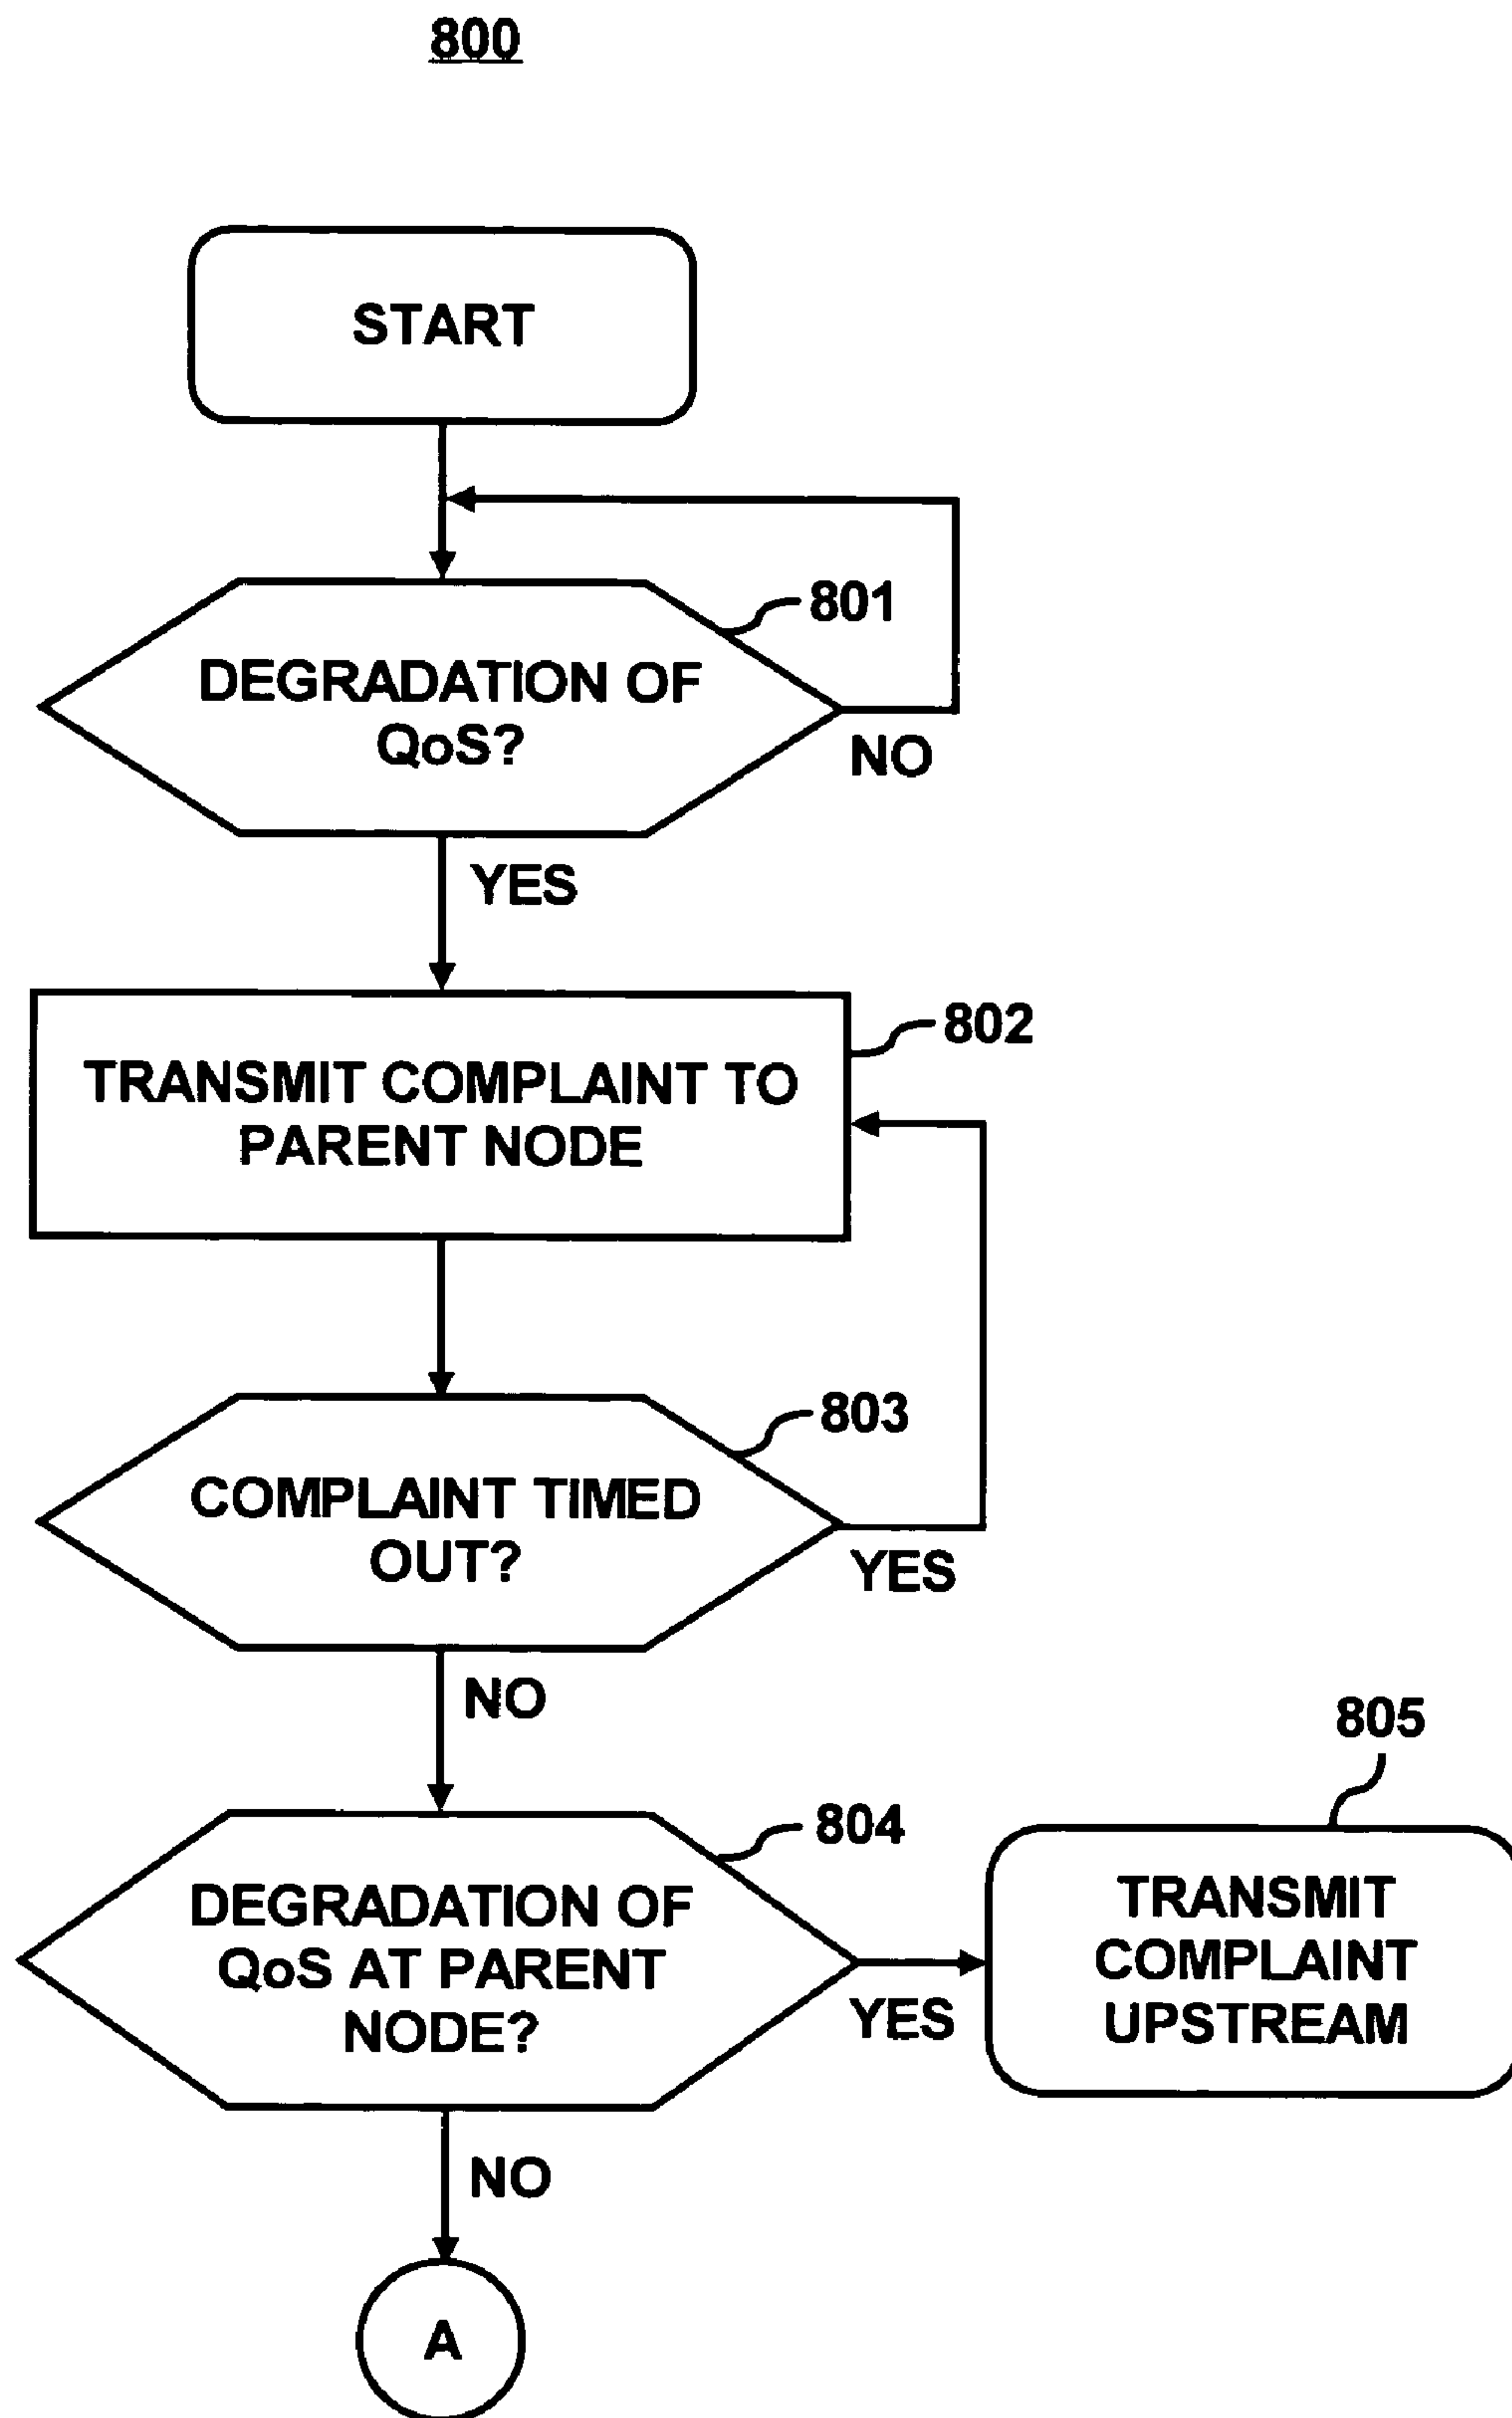 800
START
801
DEGRADATION OF
QoS?
NO
YES
802
TRANSMIT COMPLAINT TO
PARENT NODE
803
COMPLAINT TIMED
OUT?
YES
NO
804
DEGRADATION OF
QoS AT PARENT
NODE?
YES
805
TRANSMIT
COMPLAINT
UPSTREAM
NO
A